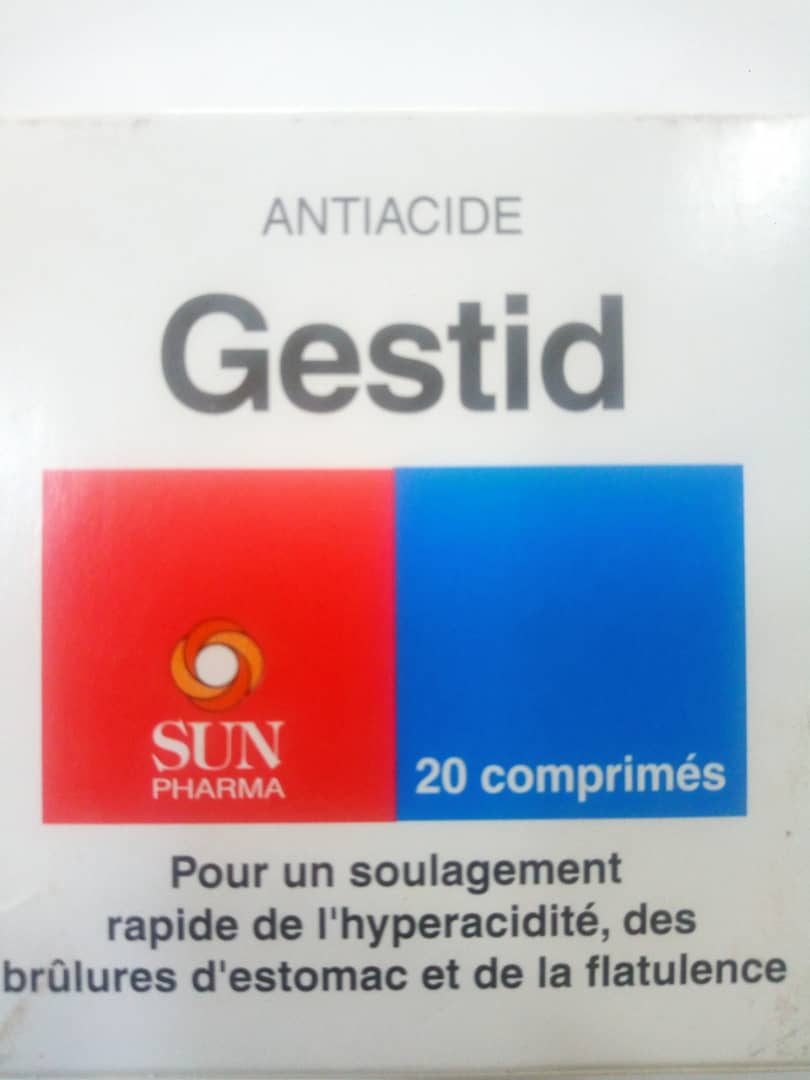 ANTIACIDE
Gestid
SUN
PHARMA
20 comprimés
Pour un soulagement
rapide de l'hyperacidité, des
brûlures d'estomac et de la flatulence